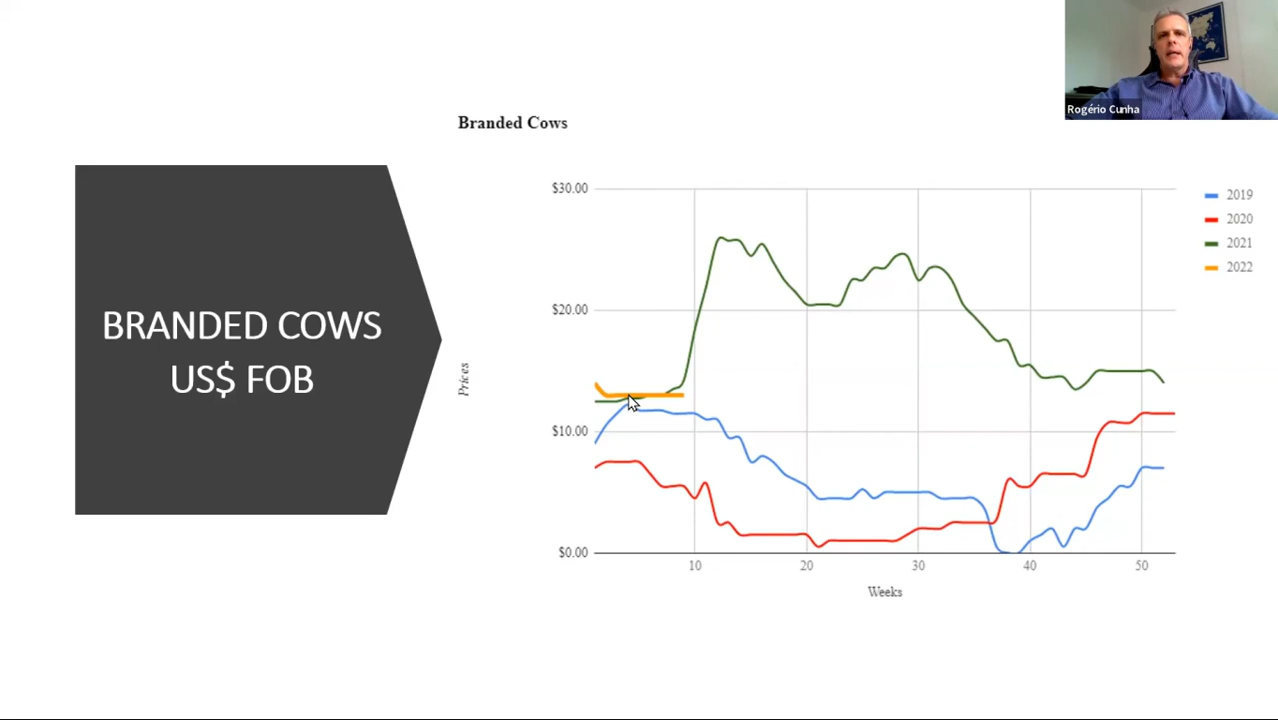 Rogério Cunha
Branded Cows
BRANDED COWS
US$ FOB
Prices
$30.00
$20.00
$10.00
$0.00
10 20 30 40 50
Weeks
2019
2020
2021
2022